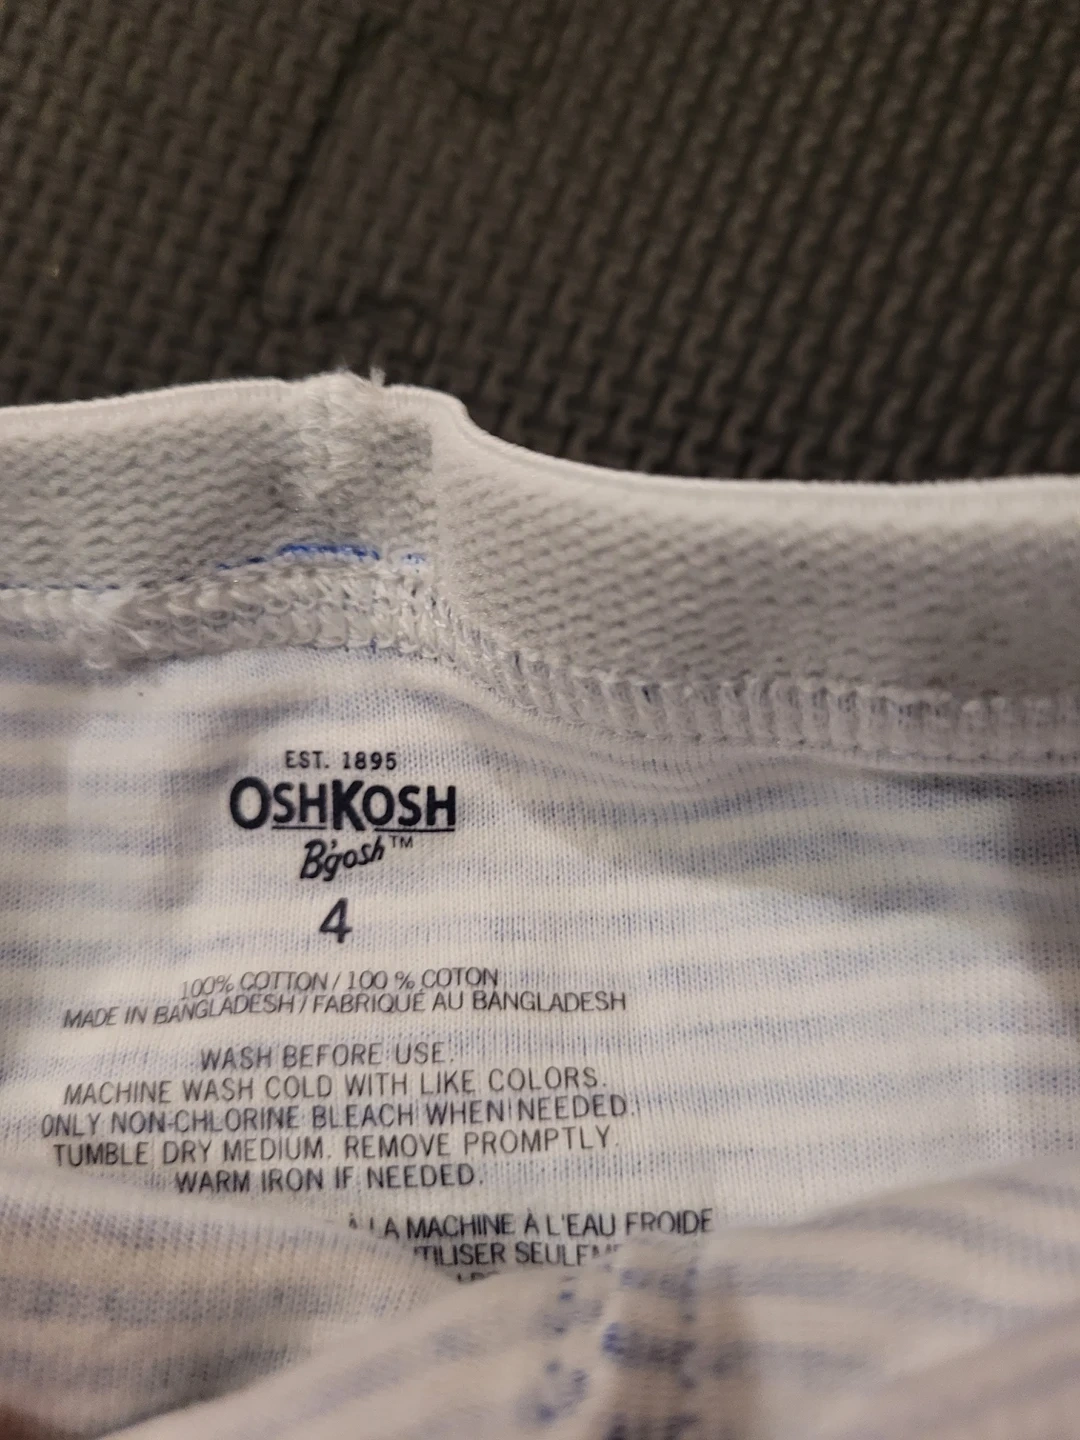 EST. 1895
OSHKOSH
B'gosh™
4
100% COTTON / 100 % COTON
MADE IN BANGLADESH / FABRIQUÉ AU BANGLADESH
WASH BEFORE USE.
MACHINE WASH COLD WITH LIKE COLORS.
ONLY NON-CHLORINE BLEACH WHEN NEEDED.
TUMBLE DRY MEDIUM. REMOVE PROMPTLY.
WARM IRON IF NEEDED.
À LA MACHINE À L'EAU FROIDE